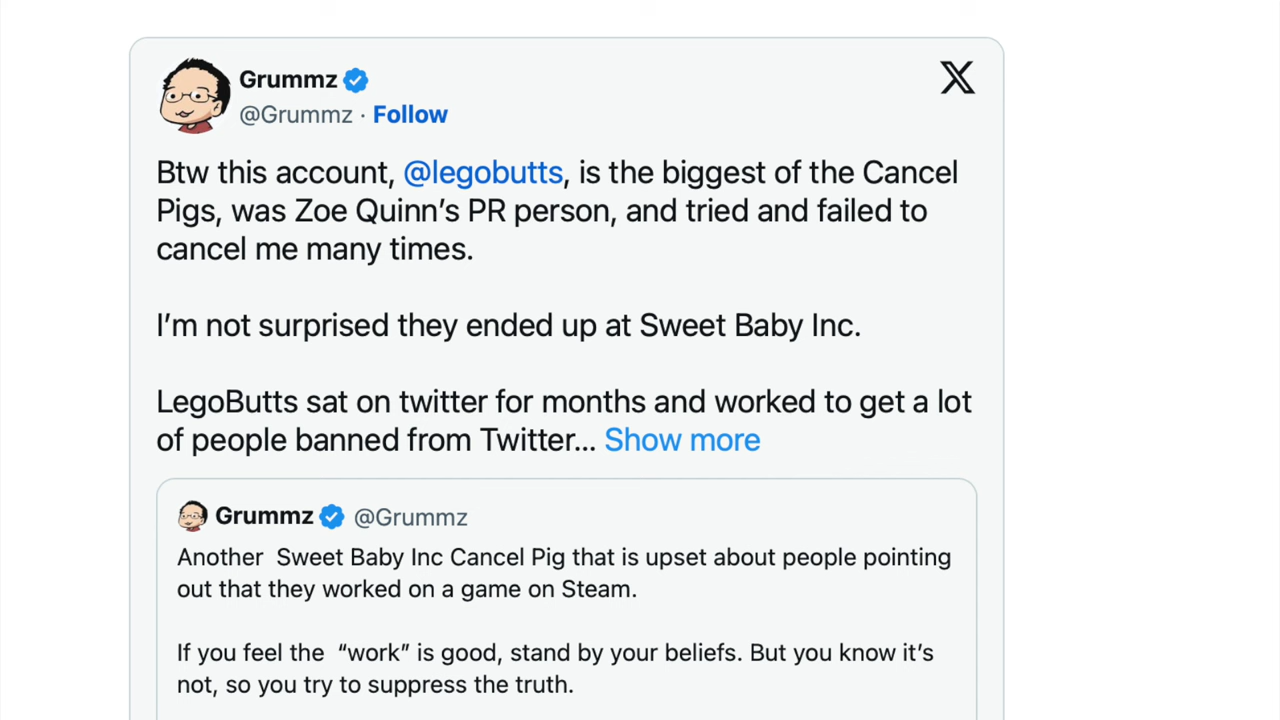 Grummz
@Grummz · Follow
Btw this account, @legobutts, is the biggest of the Cancel
Pigs, was Zoe Quinn’s PR person, and tried and failed to
cancel me many times.
I’m not surprised they ended up at Sweet Baby Inc.
LegoButts sat on twitter for months and worked to get a lot
of people banned from Twitter... Show more
Grummz @Grummz
Another  Sweet Baby Inc Cancel Pig that is upset about people pointing
out that they worked on a game on Steam.
If you feel the  “work” is good, stand by your beliefs. But you know it’s
not, so you try to suppress the truth.